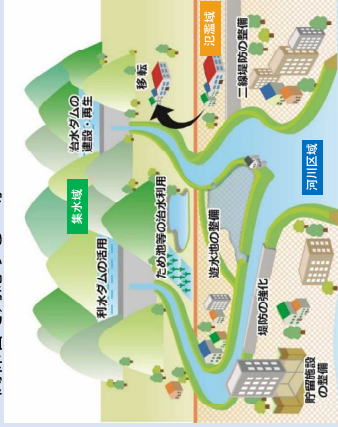 集水域
治水ダムの
建設・再生
利水ダムの活用
移転
ため池等の治水利用
氾濫域
遊水地の整備
二線堤防の整備
堤防の強化
河川区域
貯留施設
の整備